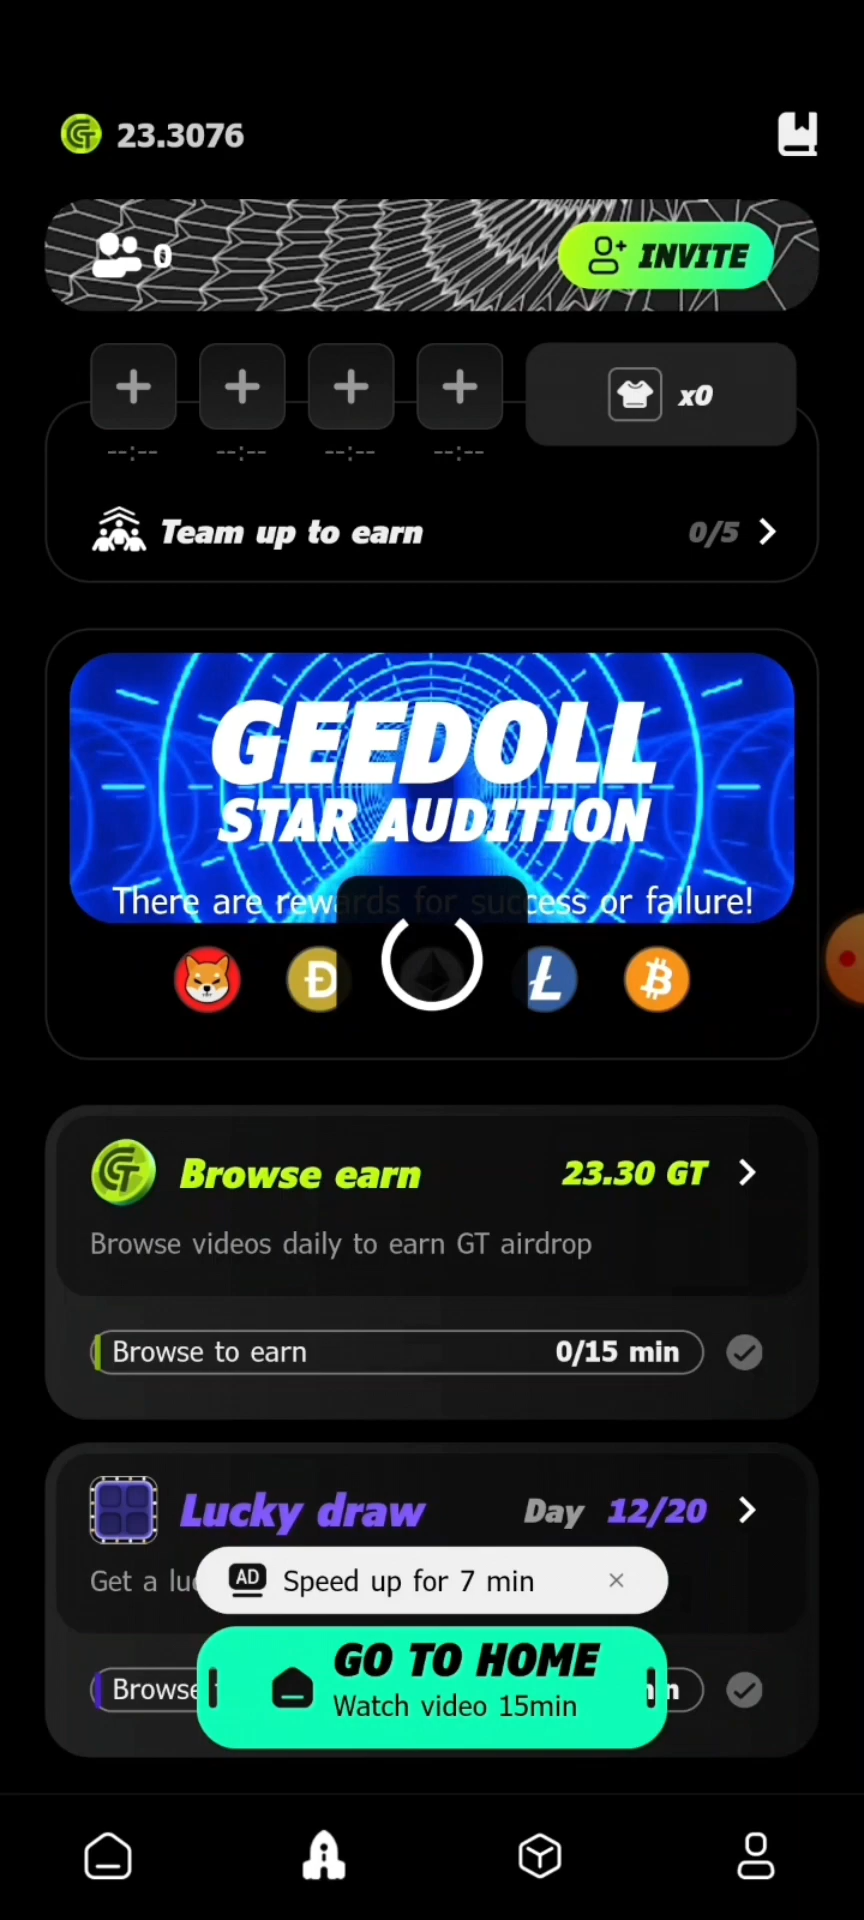 23.3076
0
INVITE
x0
--:-- --:-- --:-- --:--
Team up to earn 0/5
GEEDOLL
STAR AUDITION
There are rewards for success or failure!
Browse earn 23.30 GT
Browse videos daily to earn GT airdrop
Browse to earn 0/15 min
Lucky draw Day 12/20
Get a
AD Speed up for 7 min ×
GO TO HOME
Browse
Watch video 15min